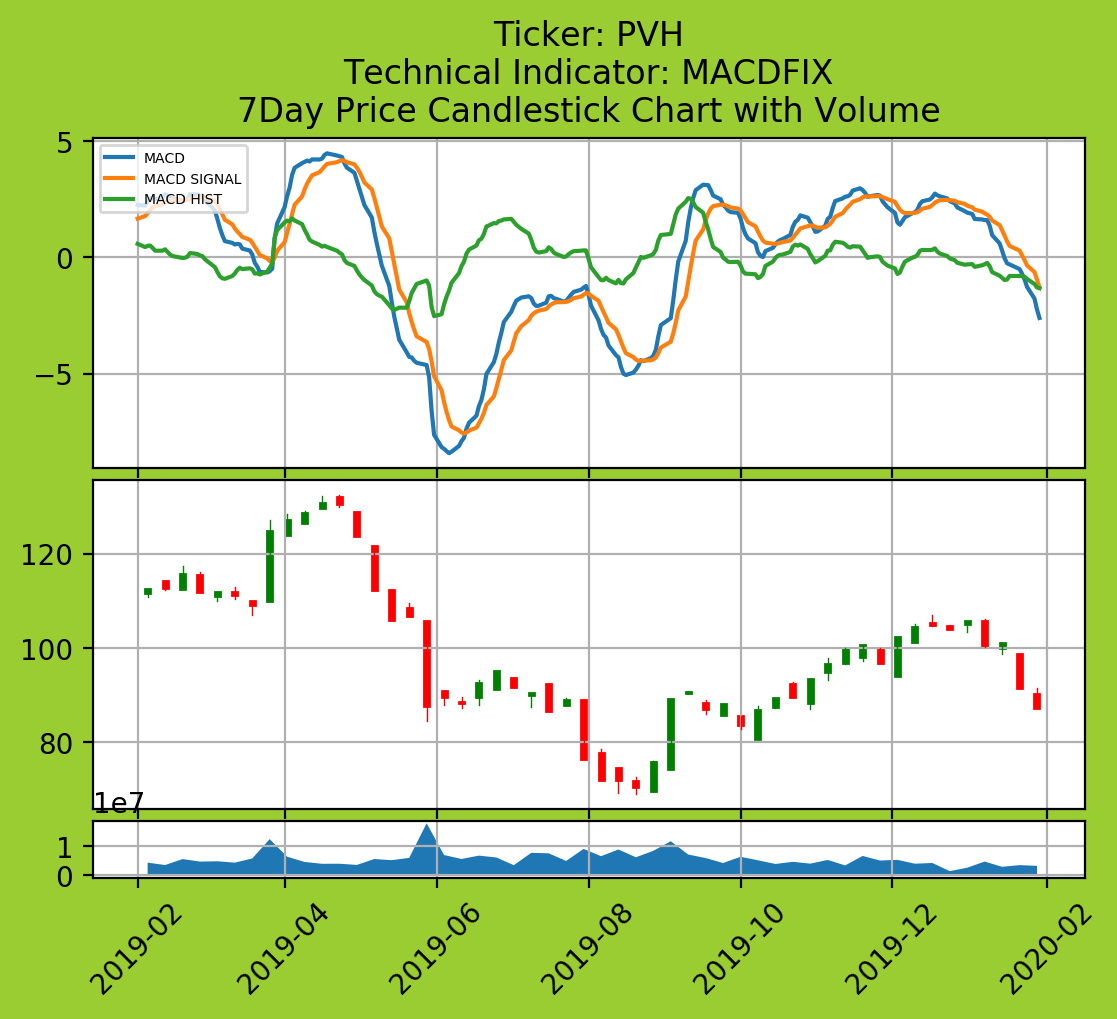 Ticker: PVH
Technical Indicator: MACDFIX
7Day Price Candlestick Chart with Volume
5
MACD
MACD SIGNAL
MACD HIST
0
−5
120
100
80
1e7
1
0
2019-02 2019-04 2019-06 2019-08 2019-10 2019-12 2020-02